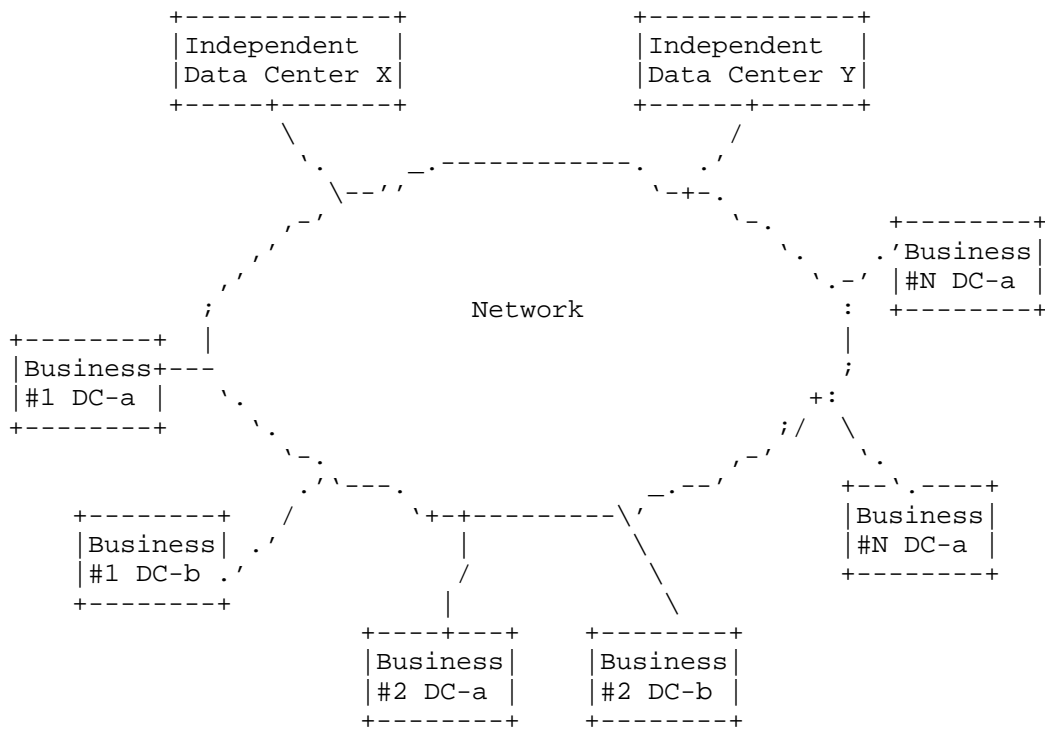 Independent
Data Center X
Independent
Data Center Y
Business
#N DC-a
Network
Business
#1 DC-a
Business
#N DC-a
Business
#1 DC-b
Business
#2 DC-a
Business
#2 DC-b